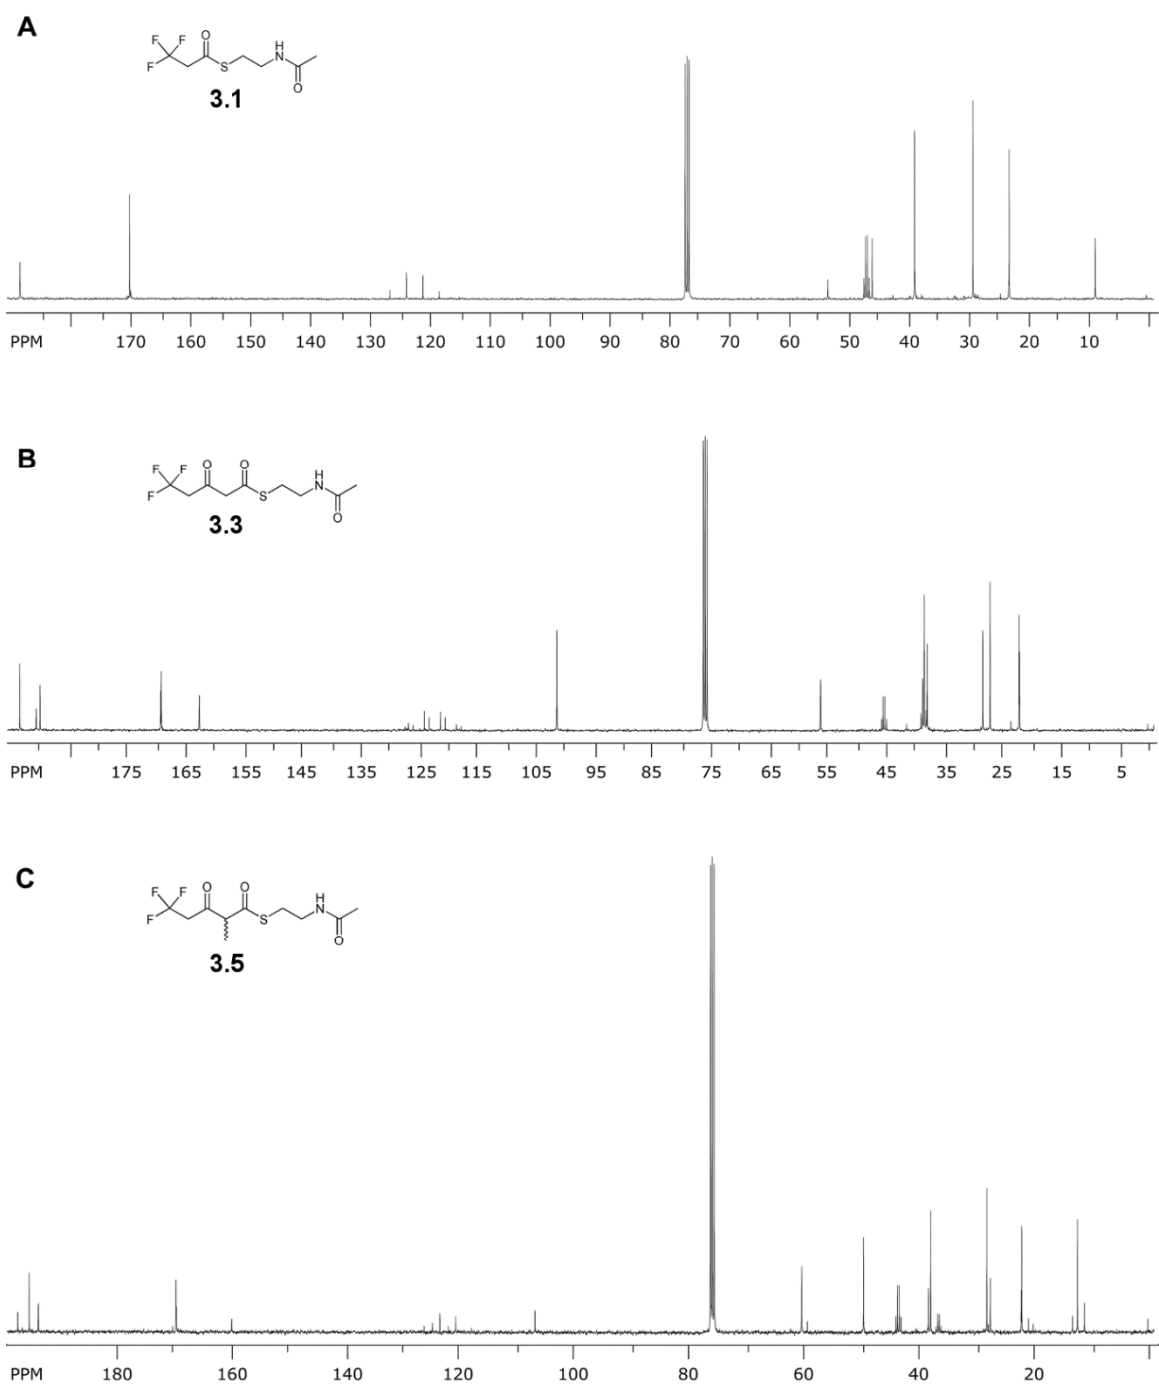 A
F F O H
F S N
O
3.1
PPM 170 160 150 140 130 120 110 100 90 80 70 60 50 40 30 20 10
B
F F O O H
F S N
O
3.3
PPM 175 165 155 145 135 125 115 105 95 85 75 65 55 45 35 25 15 5
C
F F O O H
F S N
O
3.5
PPM 180 160 140 120 100 80 60 40 20